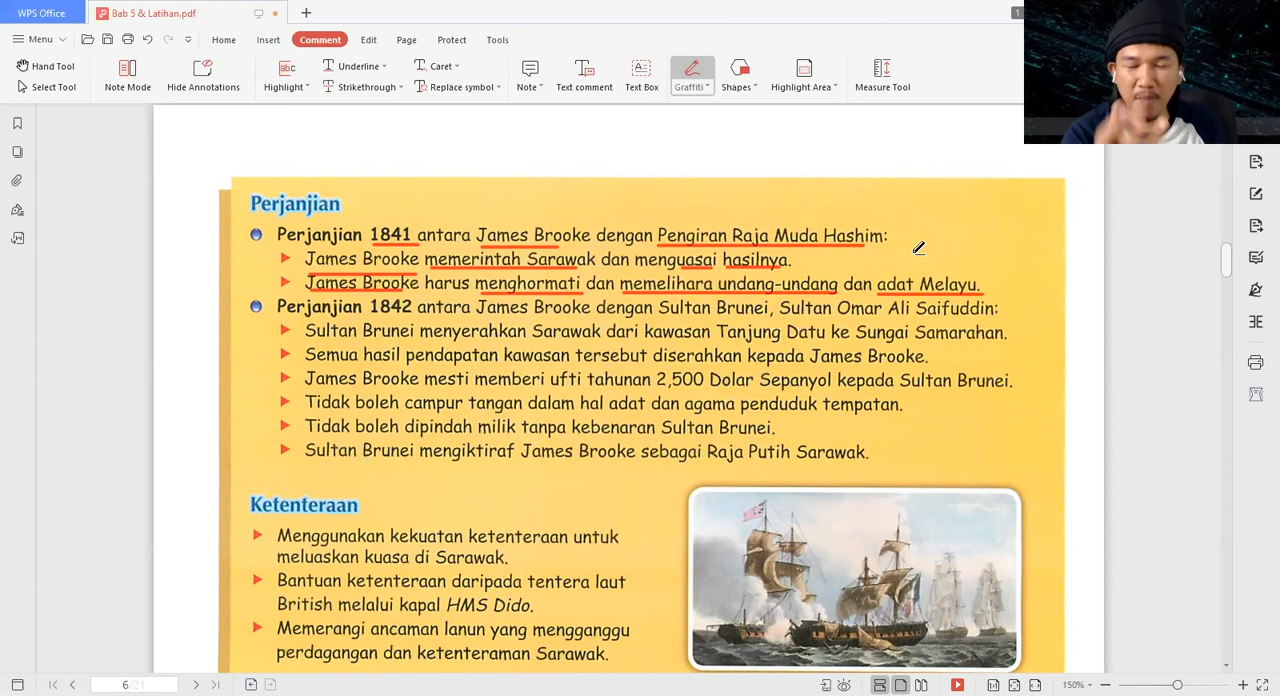 WPS Office
Bab 5 & Latihan.pdf
1
Menu
Home
Insert
Comment
Edit
Page
Protect
Tools
Hand Tool
Select Tool
Note Mode
Hide Annotations
abc
Highlight
Underline
Strikethrough
Caret
Replace symbol
Note
Text comment
Text Box
Graffiti
Shapes
Highlight Area
Measure Tool
Perjanjian
Perjanjian 1841 antara James Brooke dengan Pengiran Raja Muda Hashim:
James Brooke memerintah Sarawak dan menguasai hasilnya.
James Brooke harus menghormati dan memelihara undang-undang dan adat Melayu.
Perjanjian 1842 antara James Brooke dengan Sultan Brunei, Sultan Omar Ali Saifuddin:
Sultan Brunei menyerahkan Sarawak dari kawasan Tanjung Datu ke Sungai Samarahan.
Semua hasil pendapatan kawasan tersebut diserahkan kepada James Brooke.
James Brooke mesti memberi ufti tahunan 2,500 Dolar Sepanyol kepada Sultan Brunei.
Tidak boleh campur tangan dalam hal adat dan agama penduduk tempatan.
Tidak boleh dipindah milik tanpa kebenaran Sultan Brunei.
Sultan Brunei mengiktiraf James Brooke sebagai Raja Putih Sarawak.
Ketenteraan
Menggunakan kekuatan ketenteraan untuk
meluaskan kuasa di Sarawak.
Bantuan ketenteraan daripada tentera laut
British melalui kapal HMS Dido.
Memerangi ancaman lanun yang mengganggu
perdagangan dan ketenteraman Sarawak.
6/21
150%